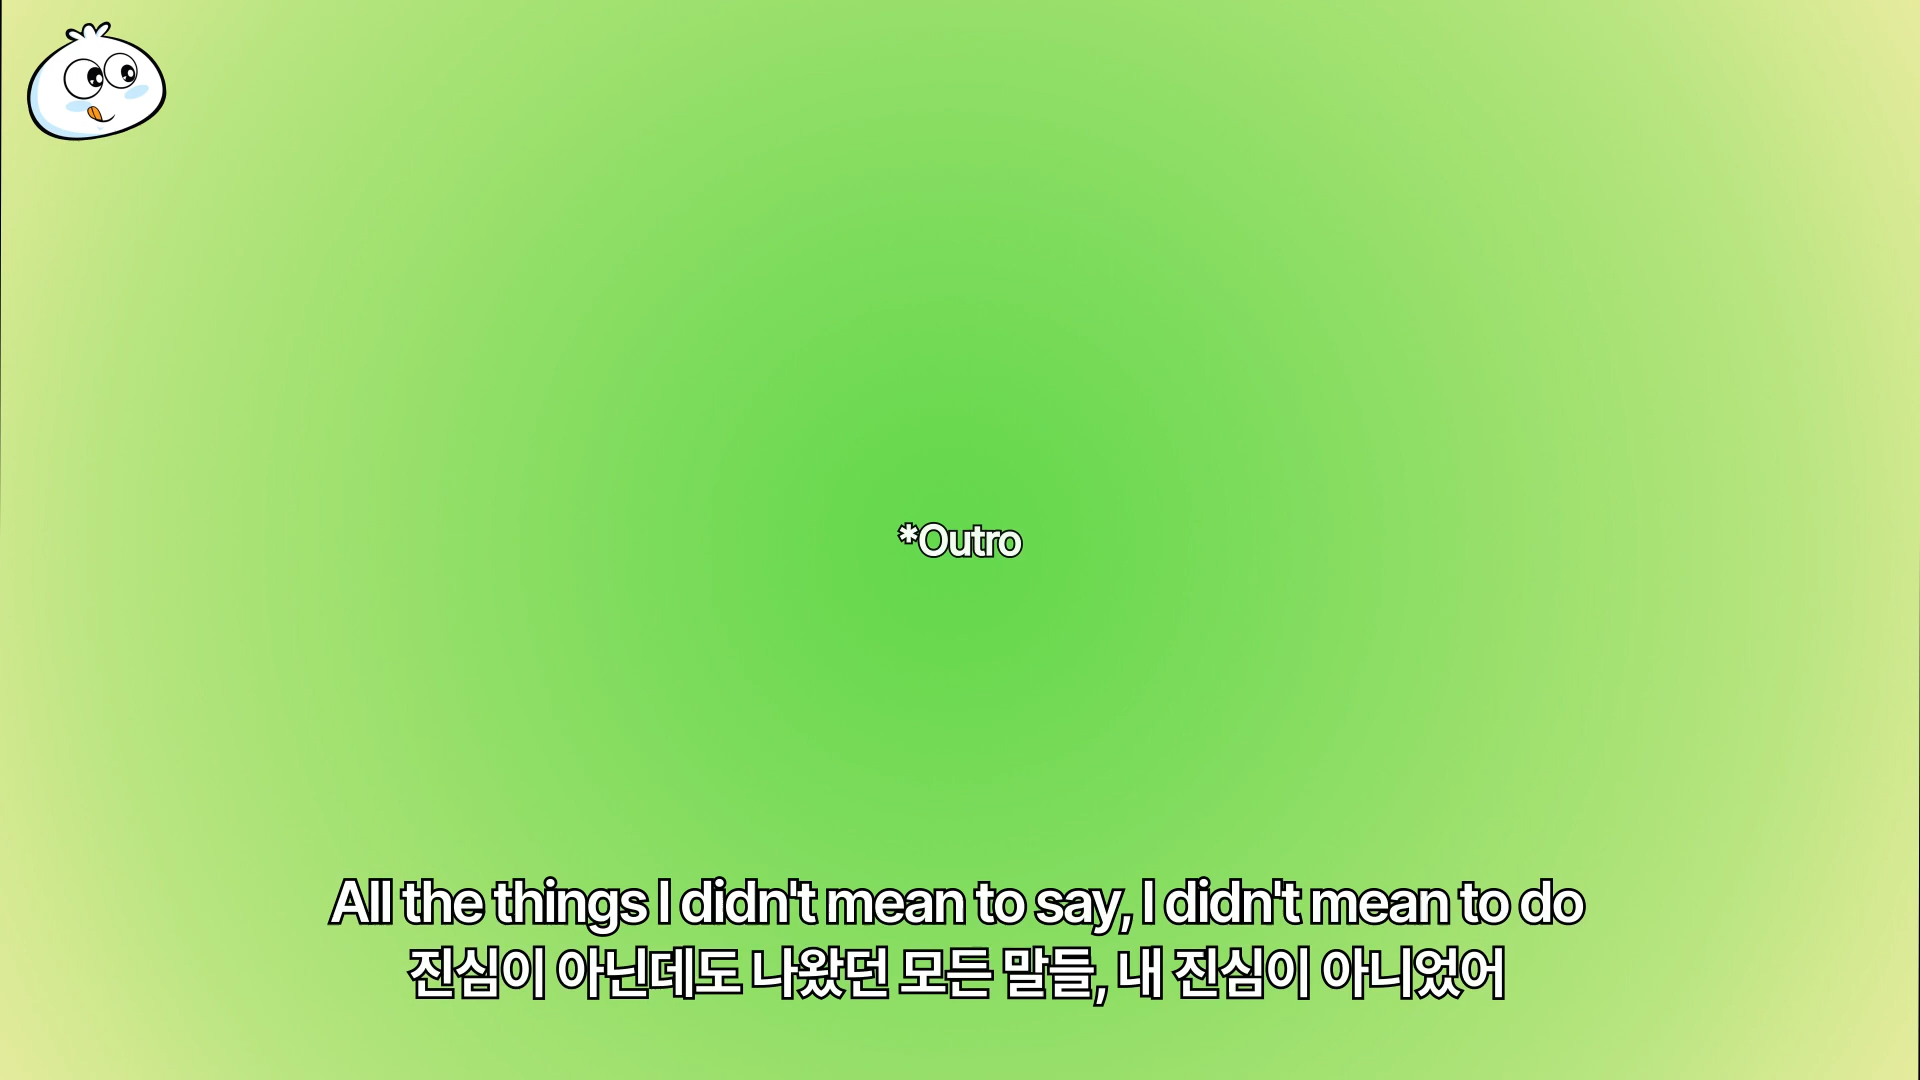 *Outro
All the things I didn't mean to say, I didn't mean to do
진심이 아닌데도 나왔던 모든 말들, 내 진심이 아니었어